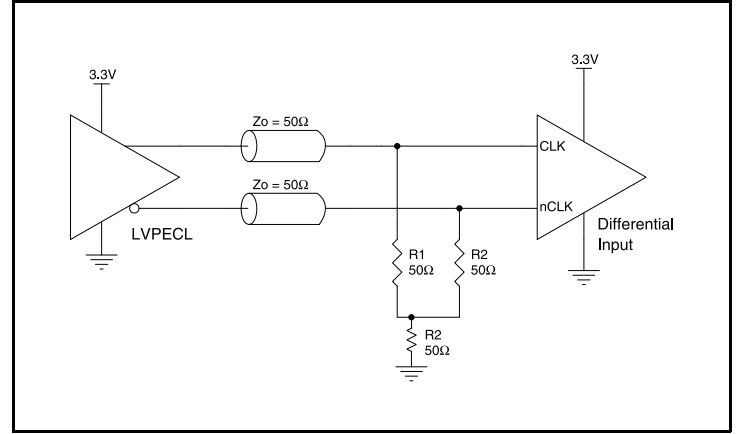 3.3V
3.3V
Zo = 50Ω
CLK
Zo = 50Ω
nCLK
LVPECL
Differential
Input
R1
50Ω
R2
50Ω
R2
50Ω